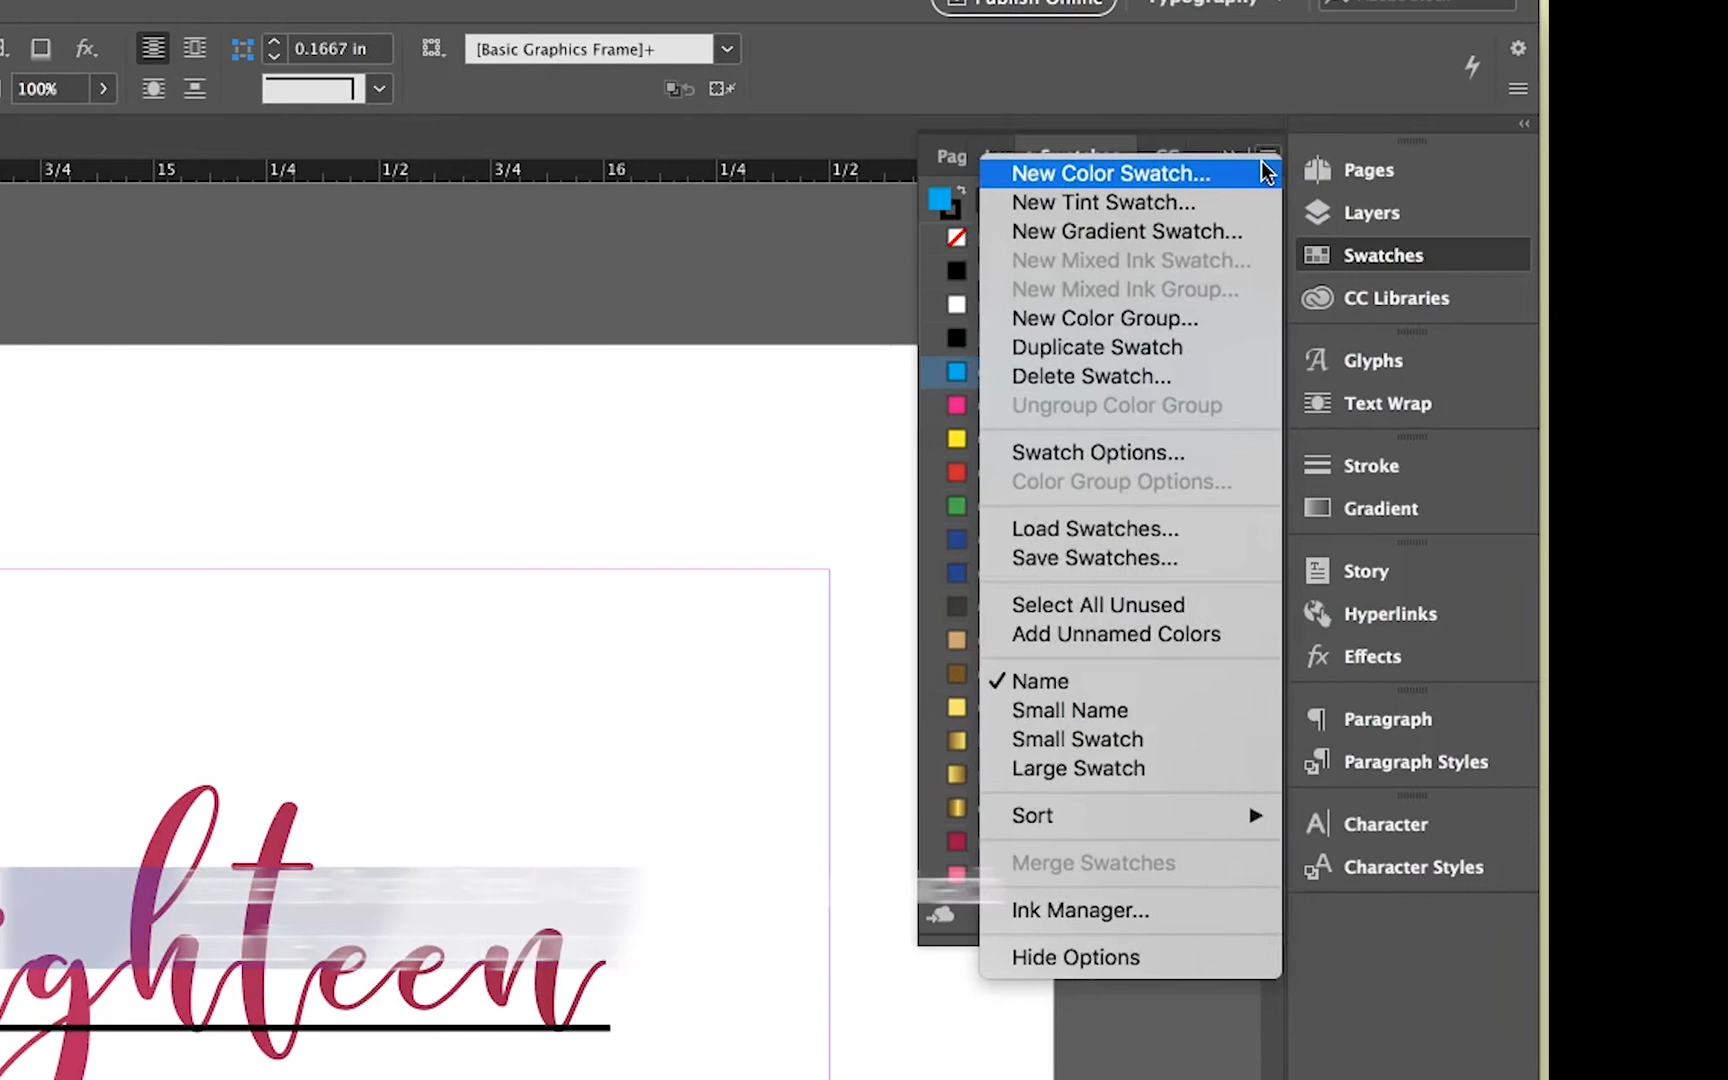 Publish Online
Typography
0.1667 in
[Basic Graphics Frame]+
100%
3/4
15
1/4
1/2
3/4
16
1/4
1/2
Pag
New Color Swatch...
New Tint Swatch...
New Gradient Swatch...
New Mixed Ink Swatch...
New Mixed Ink Group...
New Color Group...
Duplicate Swatch
Delete Swatch...
Ungroup Color Group
Swatch Options...
Color Group Options...
Load Swatches...
Save Swatches...
Select All Unused
Add Unnamed Colors
✓ Name
Small Name
Small Swatch
Large Swatch
Sort
Merge Swatches
Ink Manager...
Hide Options
Pages
Layers
Swatches
CC Libraries
Glyphs
Text Wrap
Stroke
Gradient
Story
Hyperlinks
fx Effects
Paragraph
Paragraph Styles
Character
Character Styles
ighteen